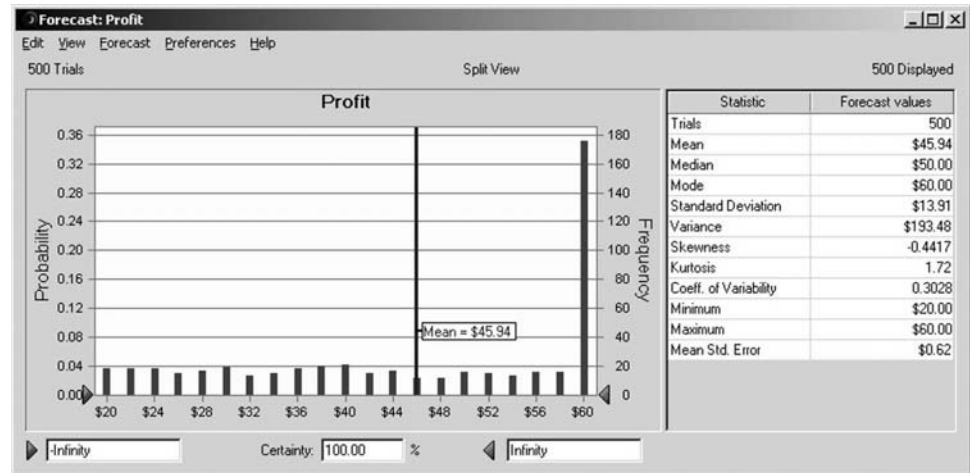 Forecast: Profit
Edit View Forecast Preferences Help
500 Trials
Split View
500 Displayed
Profit
Probability
0.36
0.32
0.28
0.24
0.20
0.16
0.12
0.08
0.04
0.00
Mean = $45.94
180
160
140
120
100
80
60
40
20
0
Frequency
$20 $24 $28 $32 $36 $40 $44 $48 $52 $56 $60
-Infinity
Certainty: 100.00 %
Infinity
Statistic Forecast values
Trials 500
Mean $45.94
Median $50.00
Mode $60.00
Standard Deviation $13.91
Variance $193.48
Skewness -0.4417
Kurtosis 1.72
Coeff. of Variability 0.3028
Minimum $20.00
Maximum $60.00
Mean Std. Error $0.62